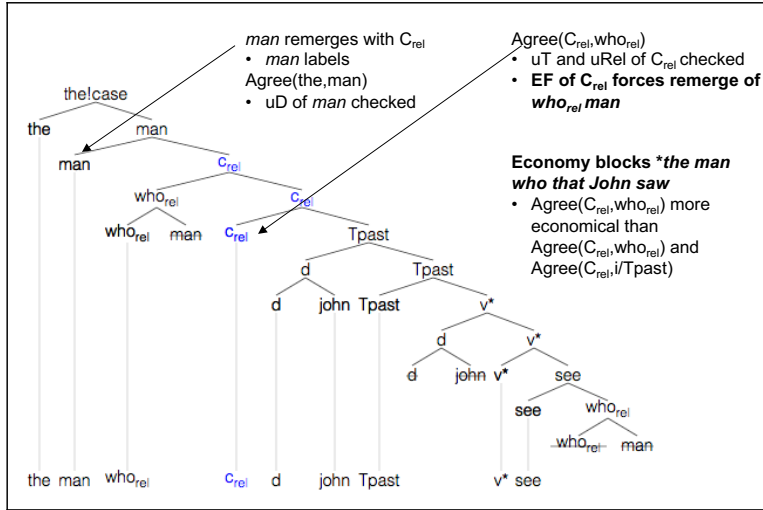 man remerges with Crel
• man labels
Agree(the,man)
• uD of man checked
Agree(Crel,whorel)
• uT and uRel of Crel checked
• EF of Crel forces remerge of
whorel man
Economy blocks *the man
who that John saw
• Agree(Crel,whorel) more
economical than
Agree(Crel,whorel) and
Agree(Crel,i/Tpast)
the!case
the man
man crel
whorel crel
whorel man crel Tpast
d Tpast
d john Tpast v*
d v*
d john v* see
see whorel
whorel man
the man whorel crel d john Tpast v* see